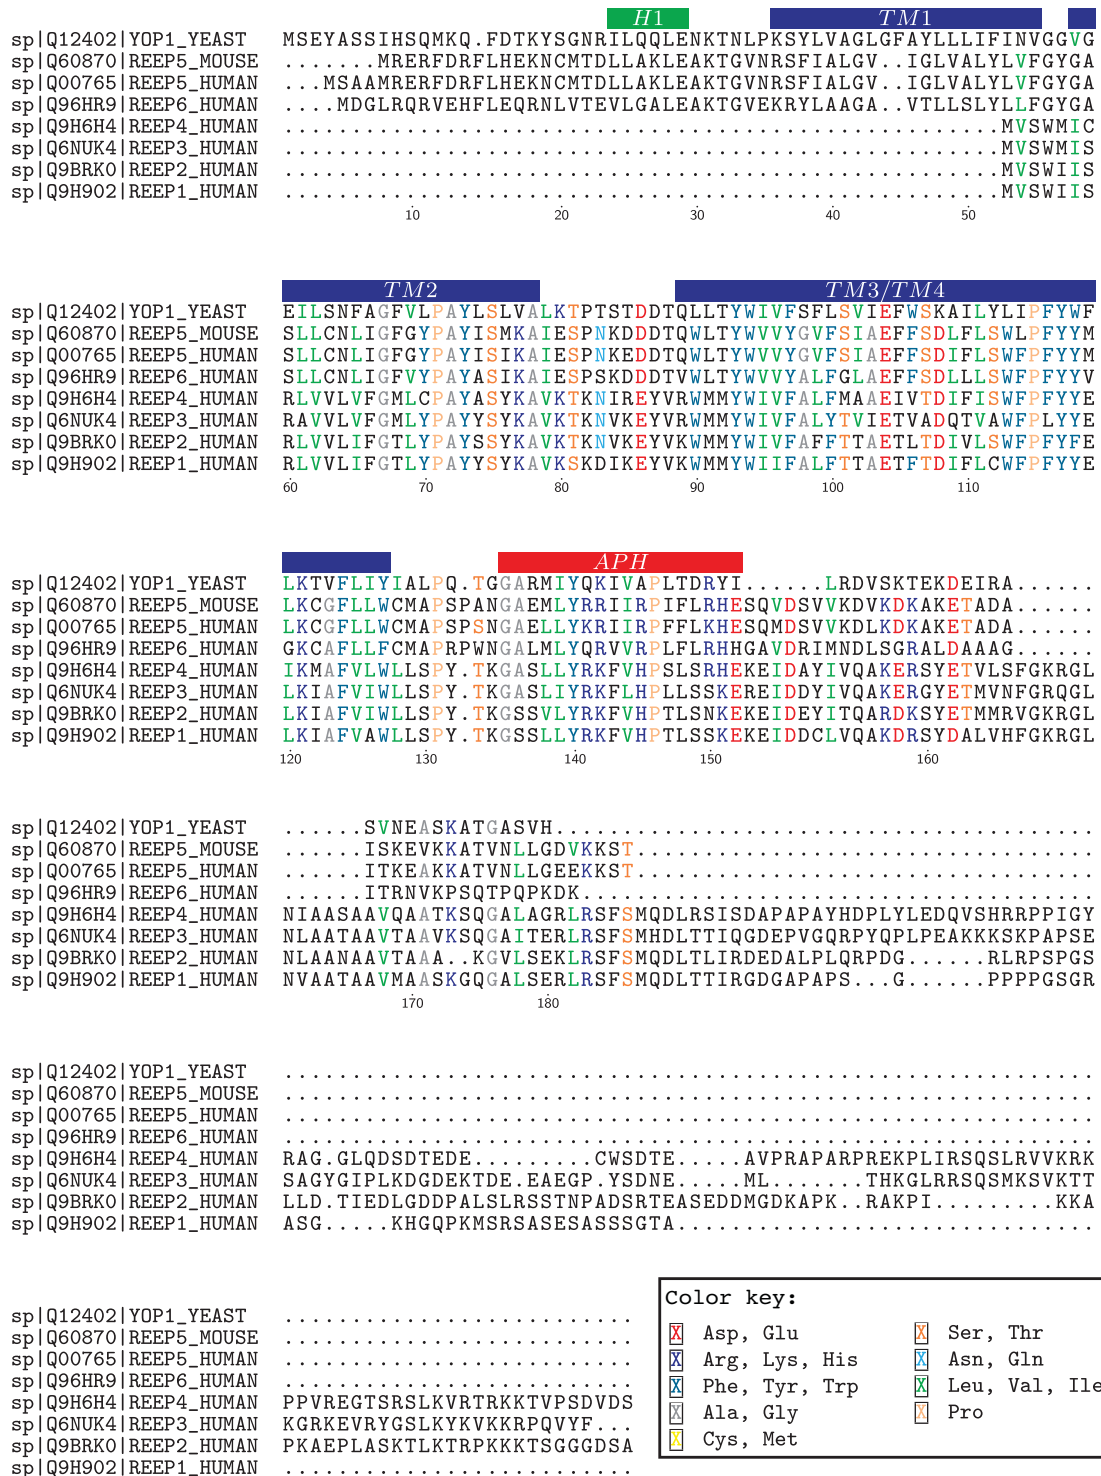 H1 TM1
sp|Q12402|YOP1_YEAST MSEYASSIHSQMKQ.FDTKYSGNRILQQLENKTNLPKSYLVAGLGFAYLLLIFINVGGVG
sp|Q60870|REEP5_MOUSE .......MRERFDRFLHEKNCMTDLLAKLEAKTGVNRSFIALGV..IGLVALYLVFGYGA
sp|Q00765|REEP5_HUMAN ...MSAAMRERFDRFLHEKNCMTDLLAKLEAKTGVNRSFIALGV..IGLVALYLVFGYGA
sp|Q96HR9|REEP6_HUMAN ....MDGLRQRVEHFLEQRNLVTEVLGALEAKTGVEKRYLAAGA..VTLLSLYLLFGYGA
sp|Q9H6H4|REEP4_HUMAN .....................................................MVSWMIC
sp|Q6NUK4|REEP3_HUMAN .....................................................MVSWMIS
sp|Q9BRK0|REEP2_HUMAN .....................................................MVSWIIS
sp|Q9H902|REEP1_HUMAN .....................................................MVSWIIS
10 20 30 40 50
TM2 TM3/TM4
sp|Q12402|YOP1_YEAST EILSNFAGFVLPAYLSLVALKTPTSTDDTQLLTYWIVFSFLSVIEFWSKAILYLIPFYWF
sp|Q60870|REEP5_MOUSE SLLCNLIGFGYPAYISMKAIESPNKDDDTQWLTYWVVYGVFSIAEFFSDLFLSWLPFYYM
sp|Q00765|REEP5_HUMAN SLLCNLIGFGYPAYISIKAIESPNKEDDTQWLTYWVVYGVFSIAEFFSDIFLSWFPFYYM
sp|Q96HR9|REEP6_HUMAN SLLCNLIGFVYPAYASIKAIESPSKDDDTVWLTYWVVYALFGLAEFFSDLLLSWFPFYYV
sp|Q9H6H4|REEP4_HUMAN RLVVLVFGMLCPAYASYKAVKTKNIREYVRWMMYWIVFALFMAAEIVTDIFISWFPFYYE
sp|Q6NUK4|REEP3_HUMAN RAVVLVFGMLYPAYYSYKAVKTKNVKEYVRWMMYWIVFALYTVIETVADQTVAWFPLYYE
sp|Q9BRK0|REEP2_HUMAN RLVVLIFGTLYPAYSSYKAVKTKNVKEYVKWMMYWIVFAFFTTAETLTDIVLSWFPFYFE
sp|Q9H902|REEP1_HUMAN RLVVLIFGTLYPAYYSYKAVKSKDIKEYVKWMMYWIIFALFTTAETFTDIFLCWFPFYYE
60 70 80 90 100 110
APH
sp|Q12402|YOP1_YEAST LKTVFLIYIALPQ.TGGARMIYQKIVAPLTDRYI......LRDVSKTEKDEIRA......
sp|Q60870|REEP5_MOUSE LKCGFLLWCMAPSPANGAEMLYRRIIRPIFLRHESQVDSVVKDVKDKAKETADA......
sp|Q00765|REEP5_HUMAN LKCGFLLWCMAPSPSNGAELLYKRIIRPFFLKHESQMDSVVKDLKDKAKETADA......
sp|Q96HR9|REEP6_HUMAN GKCAFLLFCMAPRPWNGALMLYQRVVRPLFLRHHGAVDRIMNDLSGRALDAAAG......
sp|Q9H6H4|REEP4_HUMAN IKMAFVLWLLSPY.TKGASLLYRKFVHPSLSRHEKEIDAYIVQAKERSYETVLSFGKRGL
sp|Q6NUK4|REEP3_HUMAN LKIAFVIWLLSPY.TKGASLIYRKFLHPLLSSKEREIDDYIVQAKERGYETMVNFGRQGL
sp|Q9BRK0|REEP2_HUMAN LKIAFVIWLLSPY.TKGSSVLYRKFVHPTLSNKEKEIDEYITQARDKSYETMMRVGKRGL
sp|Q9H902|REEP1_HUMAN LKIAFVAWLLSPY.TKGSSLLYRKFVHPTLSSKEKEIDDCLVQAKDRSYDALVHFGKRGL
120 130 140 150 160
sp|Q12402|YOP1_YEAST ......SVNEASKATGASVH........................................
sp|Q60870|REEP5_MOUSE ......ISKEVKKATVNLLGDVKKST..................................
sp|Q00765|REEP5_HUMAN ......ITKEAKKATVNLLGEEKKST..................................
sp|Q96HR9|REEP6_HUMAN ......ITRNVKPSQTPQPKDK......................................
sp|Q9H6H4|REEP4_HUMAN NIAASAAVQAATKSQGALAGRLRSFSMQDLRSISDAPAPAYHDPLYLEDQVSHRRPPIGY
sp|Q6NUK4|REEP3_HUMAN NLAATAAVTAAVKSQGAITERLRSFSMHDLTTIQGDEPVGQRPYQPLPEAKKKSKPAPSE
sp|Q9BRK0|REEP2_HUMAN NLAANAAVTAAA..KGVLSEKLRSFSMQDLTLIRDEDALPLQRPDG......RLRPSPGS
sp|Q9H902|REEP1_HUMAN NVAATAAVMAASKGQGALSERLRSFSMQDLTTIRGDGAPAPS...G......PPPPGSGR
170 180
sp|Q12402|YOP1_YEAST ............................................................
sp|Q60870|REEP5_MOUSE ............................................................
sp|Q00765|REEP5_HUMAN ............................................................
sp|Q96HR9|REEP6_HUMAN ............................................................
sp|Q9H6H4|REEP4_HUMAN RAG.GLQDSDTEDE.........CWSDTE.....AVPRAPARPREKPLIRSQSLRVVKRK
sp|Q6NUK4|REEP3_HUMAN SAGYGIPLKDGDEKTDE.EAEGP.YSDNE.....ML.......THKGLRRSQSMKSVKTT
sp|Q9BRK0|REEP2_HUMAN LLD.TIEDLGDDPALSLRSSTNPADSRTEASEDDMGDKAPK..RAKPI.........KKA
sp|Q9H902|REEP1_HUMAN ASG.....KHGQPKMSRSASESASSSGTA...............................
sp|Q12402|YOP1_YEAST ..........................
sp|Q60870|REEP5_MOUSE ..........................
sp|Q00765|REEP5_HUMAN ..........................
sp|Q96HR9|REEP6_HUMAN ..........................
sp|Q9H6H4|REEP4_HUMAN PPVREGTSRSLKVRTRKKTVPSDVDS
sp|Q6NUK4|REEP3_HUMAN KGRKEVRYGSLKYKVKKRPQVYF...
sp|Q9BRK0|REEP2_HUMAN PKAEPLASKTLKTRPKKKTSGGGDSA
sp|Q9H902|REEP1_HUMAN ..........................
Color key:
X Asp, Glu
X Arg, Lys, His
X Phe, Tyr, Trp
X Ala, Gly
X Cys, Met
X Ser, Thr
X Asn, Gln
X Leu, Val, Ile
X Pro